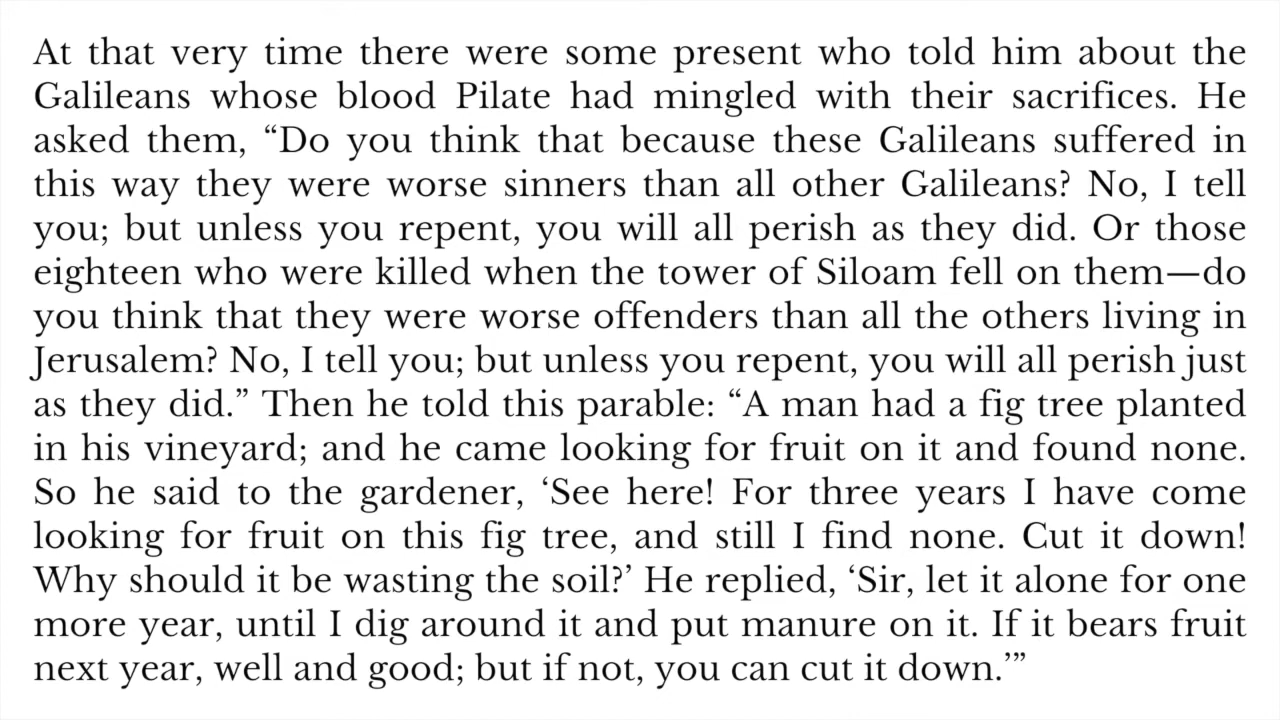 At that very time there were some present who told him about the
Galileans whose blood Pilate had mingled with their sacrifices. He
asked them, “Do you think that because these Galileans suffered in
this way they were worse sinners than all other Galileans? No, I tell
you; but unless you repent, you will all perish as they did. Or those
eighteen who were killed when the tower of Siloam fell on them—do
you think that they were worse offenders than all the others living in
Jerusalem? No, I tell you; but unless you repent, you will all perish just
as they did.” Then he told this parable: “A man had a fig tree planted
in his vineyard; and he came looking for fruit on it and found none.
So he said to the gardener, ‘See here! For three years I have come
looking for fruit on this fig tree, and still I find none. Cut it down!
Why should it be wasting the soil?’ He replied, ‘Sir, let it alone for one
more year, until I dig around it and put manure on it. If it bears fruit
next year, well and good; but if not, you can cut it down.’”